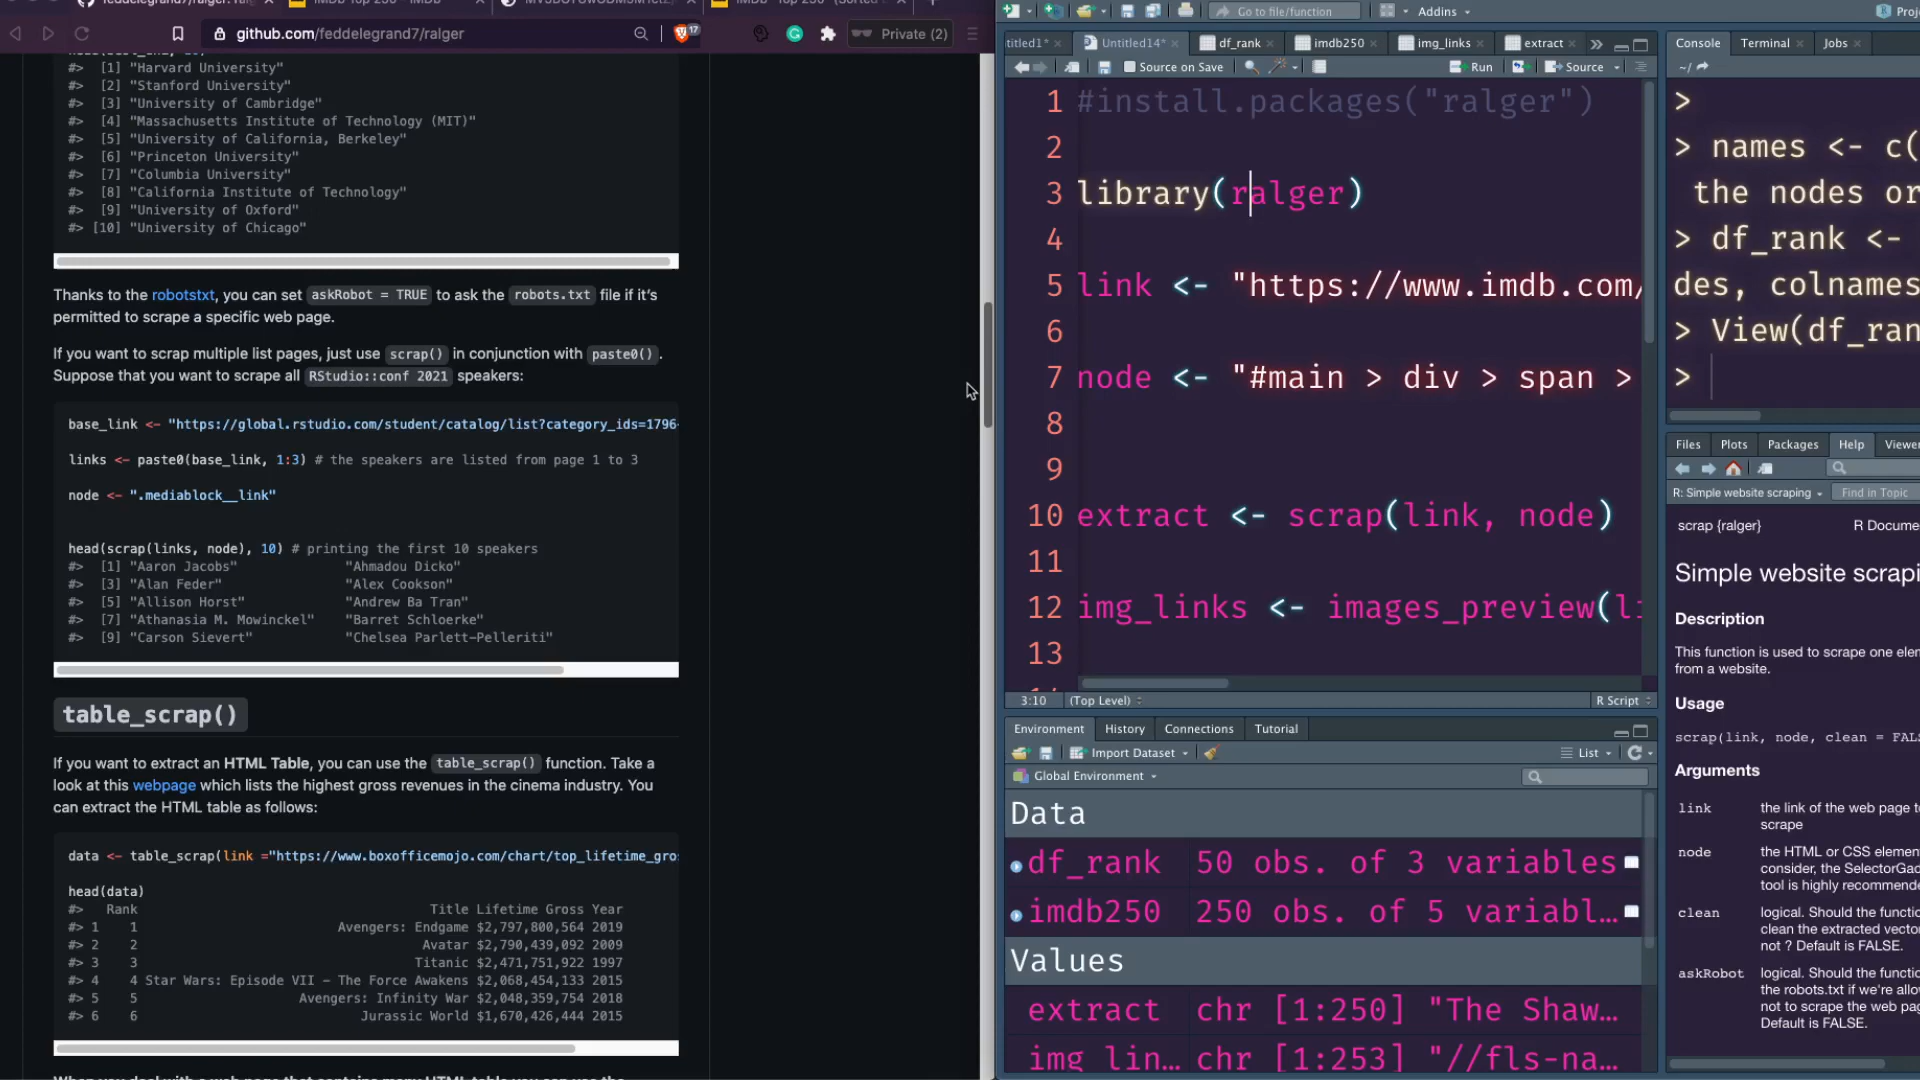 github.com/feddelegrand7/ralger
17
Private (2)
#> [1] "Harvard University"
#> [2] "Stanford University"
#> [3] "University of Cambridge"
#> [4] "Massachusetts Institute of Technology (MIT)"
#> [5] "University of California, Berkeley"
#> [6] "Princeton University"
#> [7] "Columbia University"
#> [8] "California Institute of Technology"
#> [9] "University of Oxford"
#> [10] "University of Chicago"
Thanks to the robotstxt, you can set askRobot = TRUE to ask the robots.txt file if it's
permitted to scrape a specific web page.
If you want to scrap multiple list pages, just use scrap() in conjunction with paste0().
Suppose that you want to scrape all RStudio::conf 2021 speakers:
base_link <- "https://global.rstudio.com/student/catalog/list?category_ids=1796-
links <- paste0(base_link, 1:3) # the speakers are listed from page 1 to 3
node <- ".mediablock__link"
head(scrap(links, node), 10) # printing the first 10 speakers
#> [1] "Aaron Jacobs" "Ahmadou Dicko"
#> [3] "Alan Feder" "Alex Cookson"
#> [5] "Allison Horst" "Andrew Ba Tran"
#> [7] "Athanasia M. Mowinckel" "Barret Schloerke"
#> [9] "Carson Sievert" "Chelsea Parlett-Pelleriti"
table_scrap()
If you want to extract an HTML Table, you can use the table_scrap() function. Take a
look at this webpage which lists the highest gross revenues in the cinema industry. You
can extract the HTML table as follows:
data <- table_scrap(link ="https://www.boxofficemojo.com/chart/top_lifetime_gro
head(data)
#> Rank Title Lifetime Gross Year
#> 1 1 Avengers: Endgame $2,797,800,564 2019
#> 2 2 Avatar $2,790,439,092 2009
#> 3 3 Titanic $2,471,751,922 1997
#> 4 4 Star Wars: Episode VII - The Force Awakens $2,068,454,133 2015
#> 5 5 Avengers: Infinity War $2,048,359,754 2018
#> 6 6 Jurassic World $1,670,426,444 2015
Go to file/function
Addins
Proj
ntitled1*
Untitled14*
df_rank
imdb250
img_links
extract
Source on Save
Run
Source
1 #install.packages("ralger")
2
3 library(ralger)
4
5 link <- "https://www.imdb.com/
6
7 node <- "#main > div > span >
8
9
10 extract <- scrap(link, node)
11
12 img_links <- images_preview(li
13
3:10
(Top Level)
R Script
Environment
History
Connections
Tutorial
Import Dataset
List
Global Environment
Data
df_rank 50 obs. of 3 variables
imdb250 250 obs. of 5 variabl…
Values
extract chr [1:250] "The Shaw…
img_lin… chr [1:253] "//fls-na…
Console
Terminal
Jobs
~/
>
> names <- c(
the nodes or
> df_rank <-
des, colnames
> View(df_ran
>
Files
Plots
Packages
Help
Viewer
R: Simple website scraping
Find in Topic
scrap {ralger}
R Docume
Simple website scrapi
Description
This function is used to scrape one ele
from a website.
Usage
scrap(link, node, clean = FALS
Arguments
link the link of the web page t
scrape
node the HTML or CSS elemen
consider, the SelectorGad
tool is highly recommende
clean logical. Should the functio
clean the extracted vecto
not ? Default is FALSE.
askRobot logical. Should the functio
the robots.txt if we're allo
not to scrape the web pag
Default is FALSE.